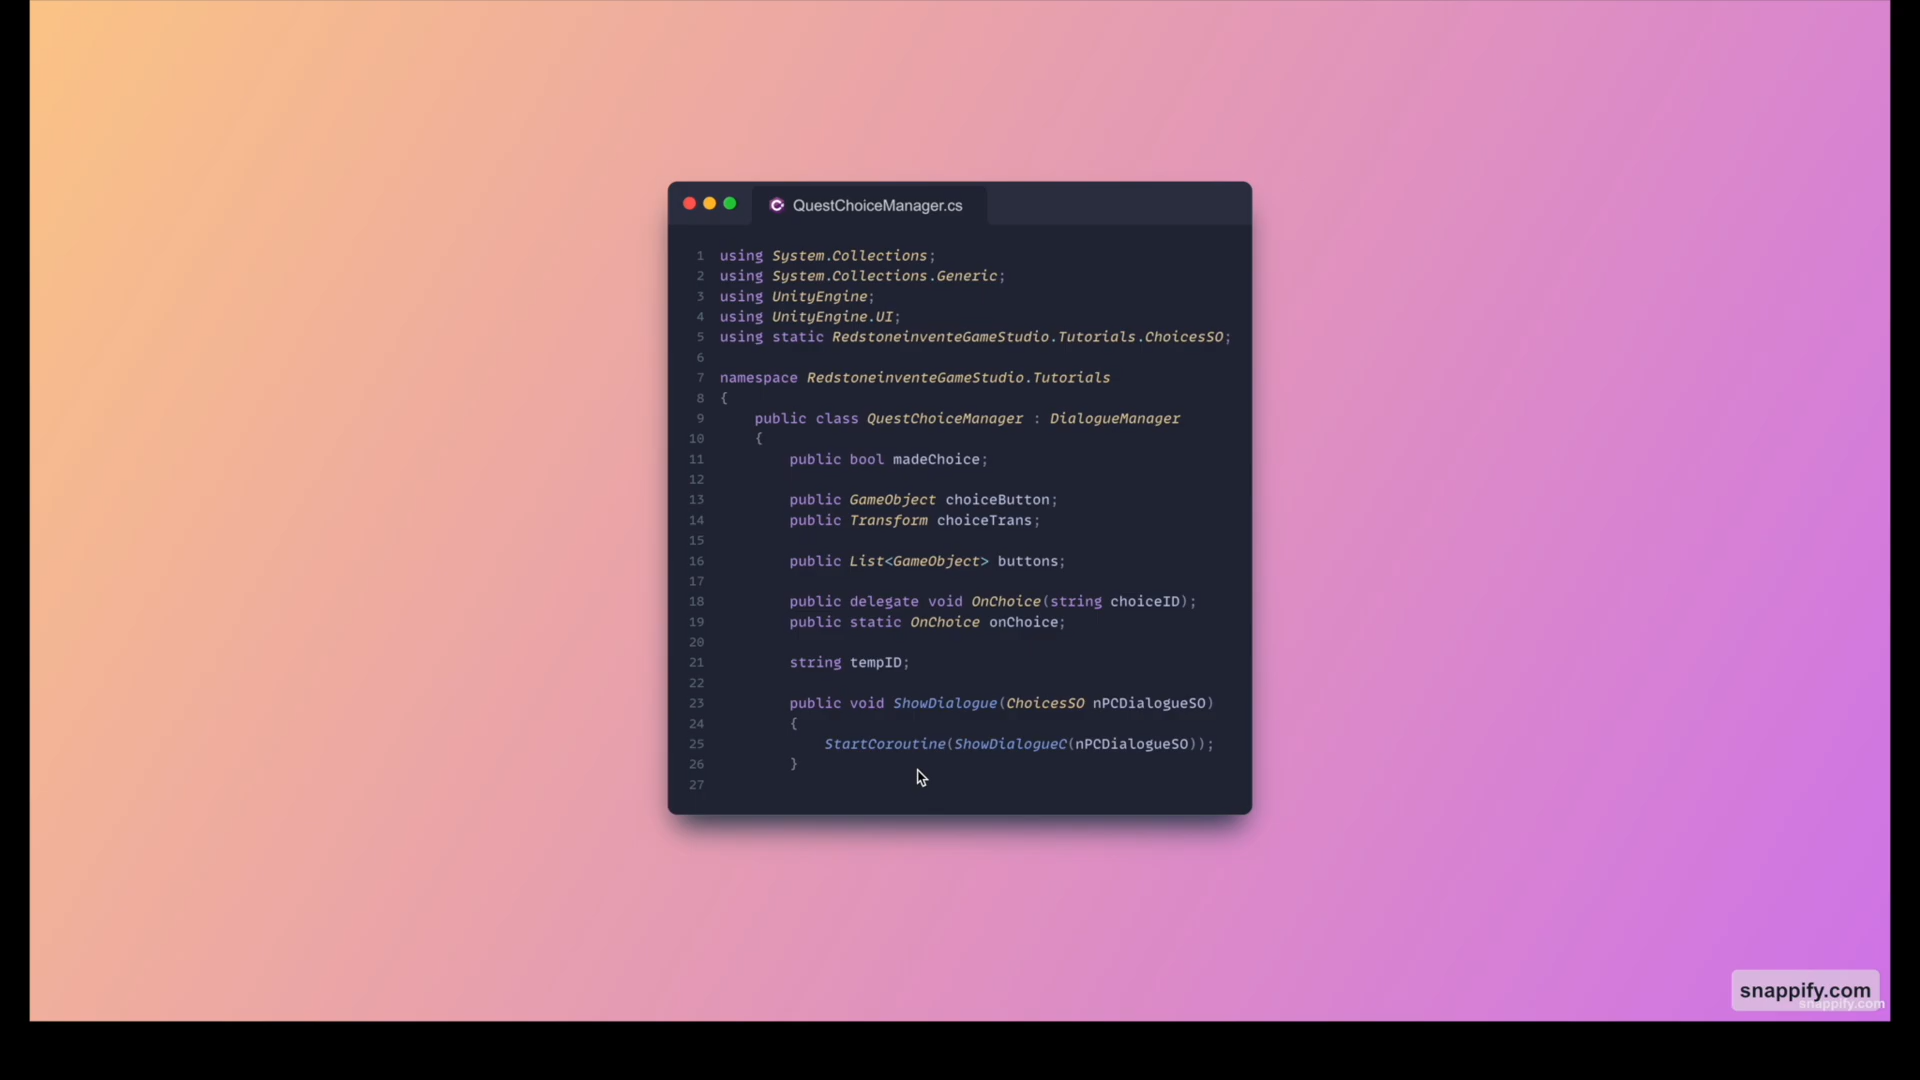 QuestChoiceManager.cs
1 using System.Collections;
2 using System.Collections.Generic;
3 using UnityEngine;
4 using UnityEngine.UI;
5 using static RedstoneinventeGameStudio.Tutorials.ChoicesSO;
6
7 namespace RedstoneinventeGameStudio.Tutorials
8 {
9 public class QuestChoiceManager : DialogueManager
10 {
11 public bool madeChoice;
12
13 public GameObject choiceButton;
14 public Transform choiceTrans;
15
16 public List<GameObject> buttons;
17
18 public delegate void OnChoice(string choiceID);
19 public static OnChoice onChoice;
20
21 string tempID;
22
23 public void ShowDialogue(ChoicesSO nPCDialogueSO)
24 {
25 StartCoroutine(ShowDialogueC(nPCDialogueSO));
26 }
27
snappify.com
snappify.com